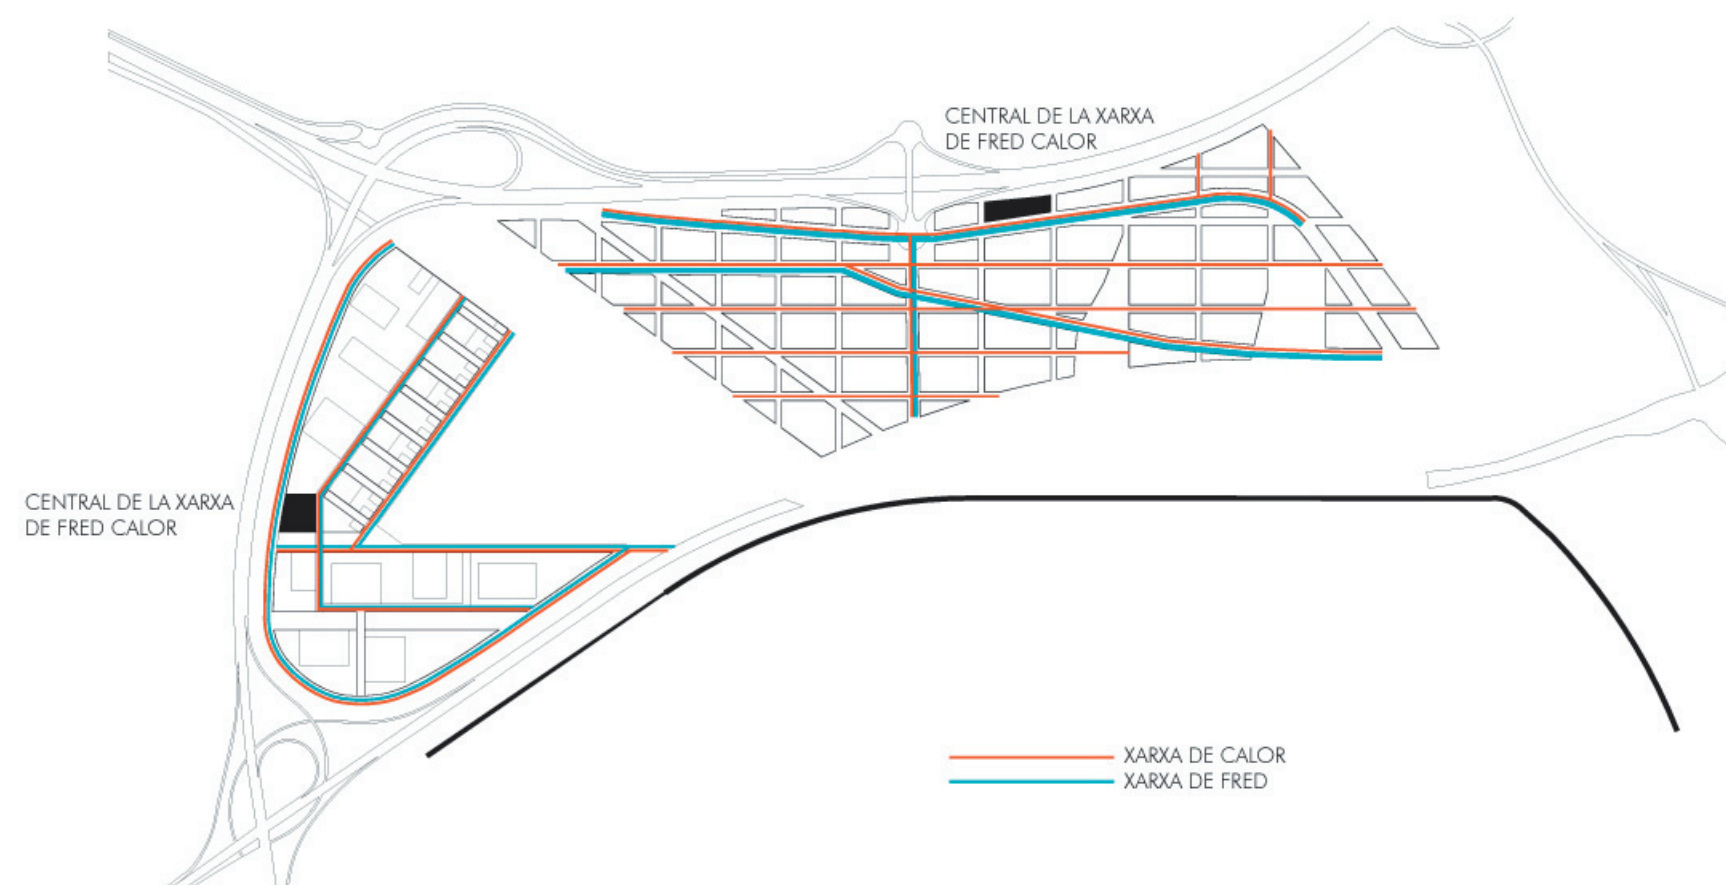 CENTRAL DE LA XARXA
DE FRED CALOR
CENTRAL DE LA XARXA
DE FRED CALOR
XARXA DE CALOR
XARXA DE FRED